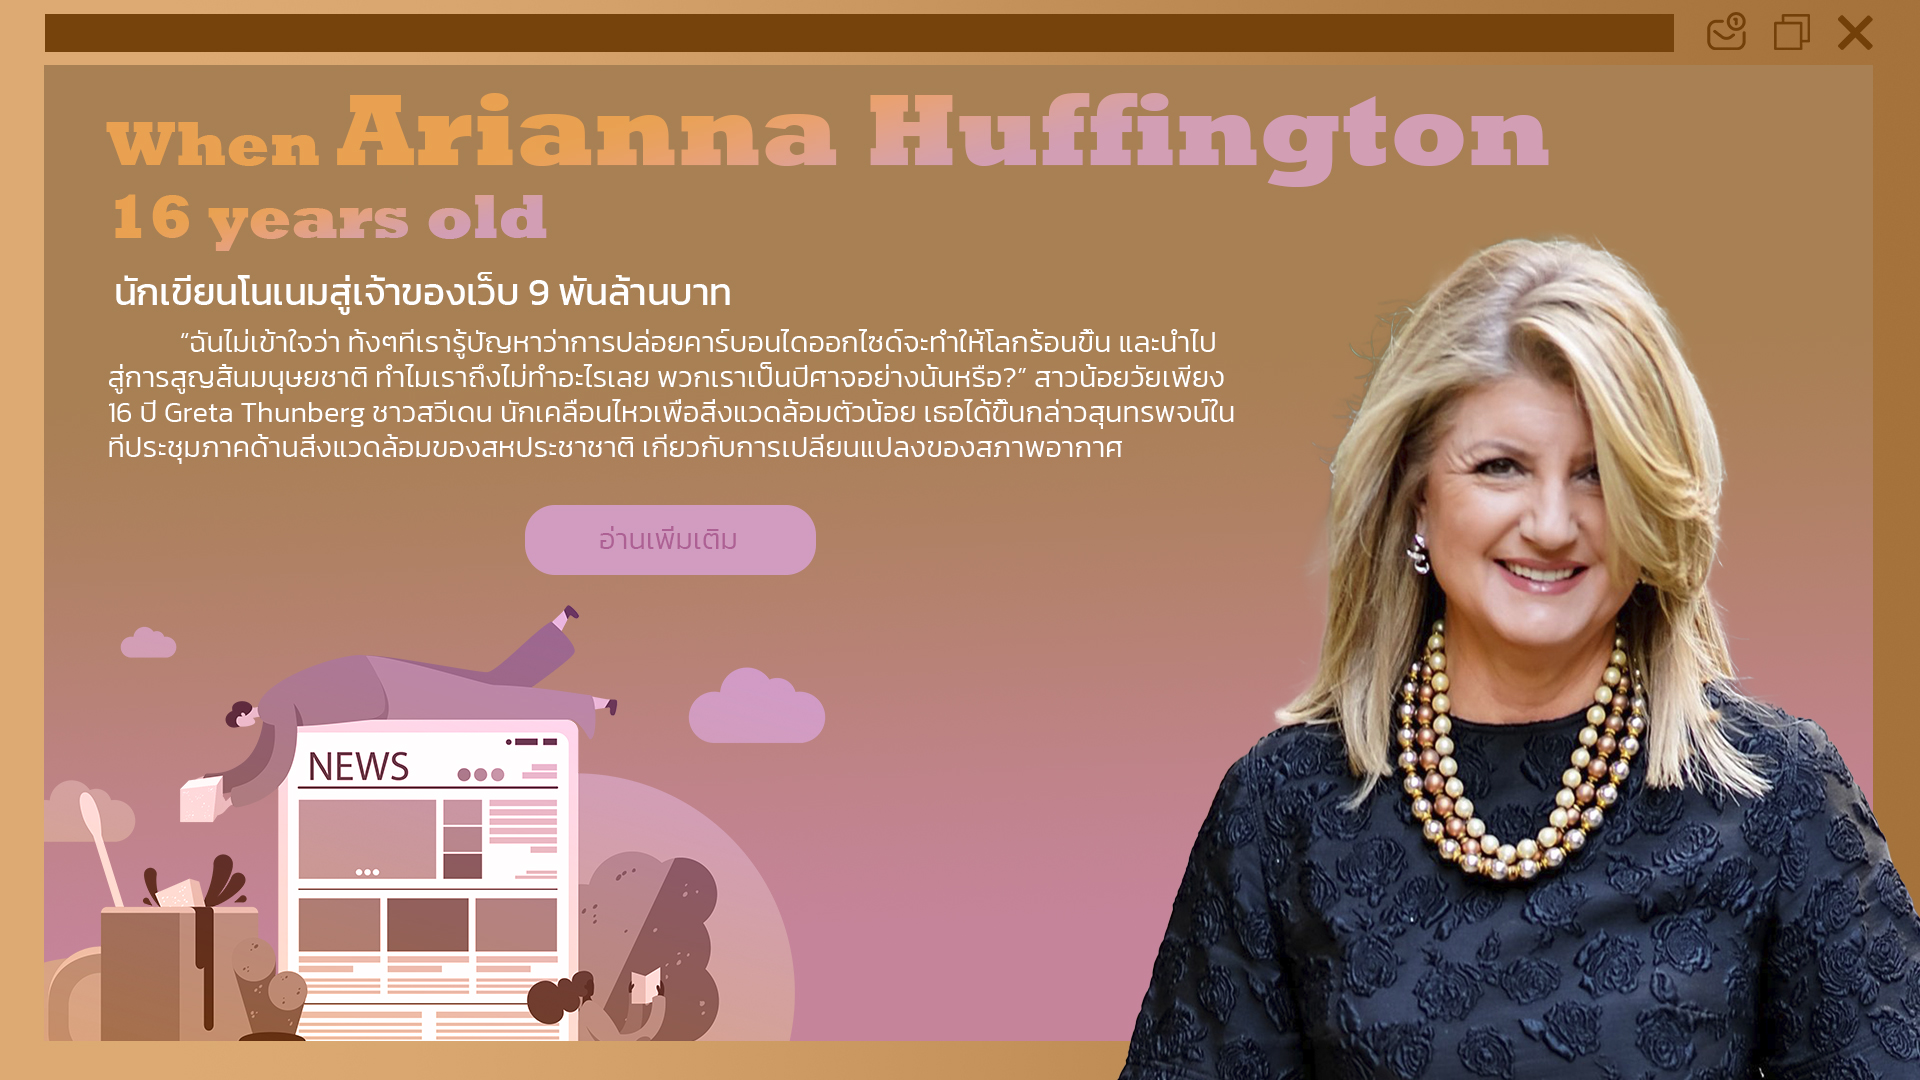 When Arianna Huffington
16 years old
นักเขียนโนเนมสู่เจ้าของเว็บ 9 พันล้านบาท
“ฉันไม่เข้าใจว่า ทั้งๆที่เรารู้ปัญหาว่าการปล่อยคาร์บอนไดออกไซด์จะทำให้โลกร้อนขึ้น และนำไป
สู่การสูญสิ้นมนุษยชาติ ทำไมเราถึงไม่ทำอะไรเลย พวกเราเป็นปีศาจอย่างนั้นหรือ?” สาวน้อยวัยเพียง
16 ปี Greta Thunberg ชาวสวีเดน นักเคลื่อนไหวเพื่อสิ่งแวดล้อมตัวน้อย เธอได้ขึ้นกล่าวสุนทรพจน์ใน
ที่ประชุมภาคด้านสิ่งแวดล้อมของสหประชาชาติ เกี่ยวกับการเปลี่ยนแปลงของสภาพอากาศ
อ่านเพิ่มเติม
NEWS
1